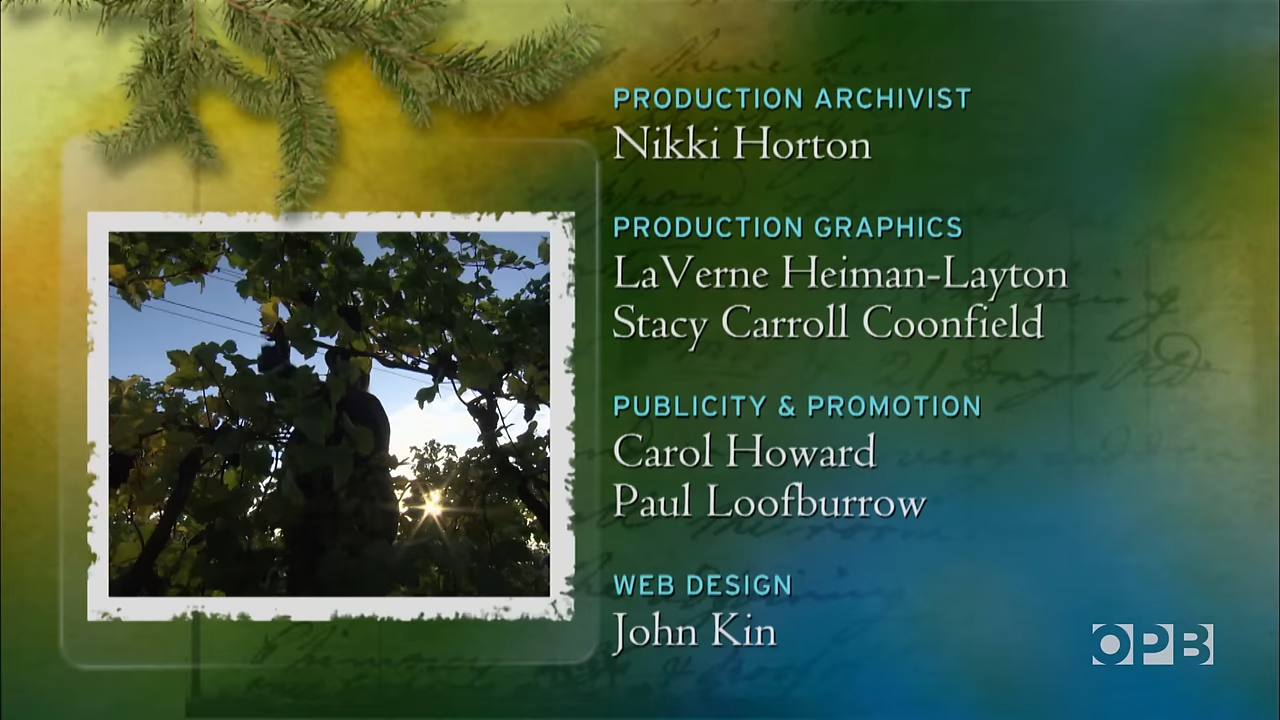 PRODUCTION ARCHIVIST
Nikki Horton
PRODUCTION GRAPHICS
LaVerne Heiman-Layton
Stacy Carroll Coonfield
PUBLICITY & PROMOTION
Carol Howard
Paul Loofburrow
WEB DESIGN
John Kin
OPB